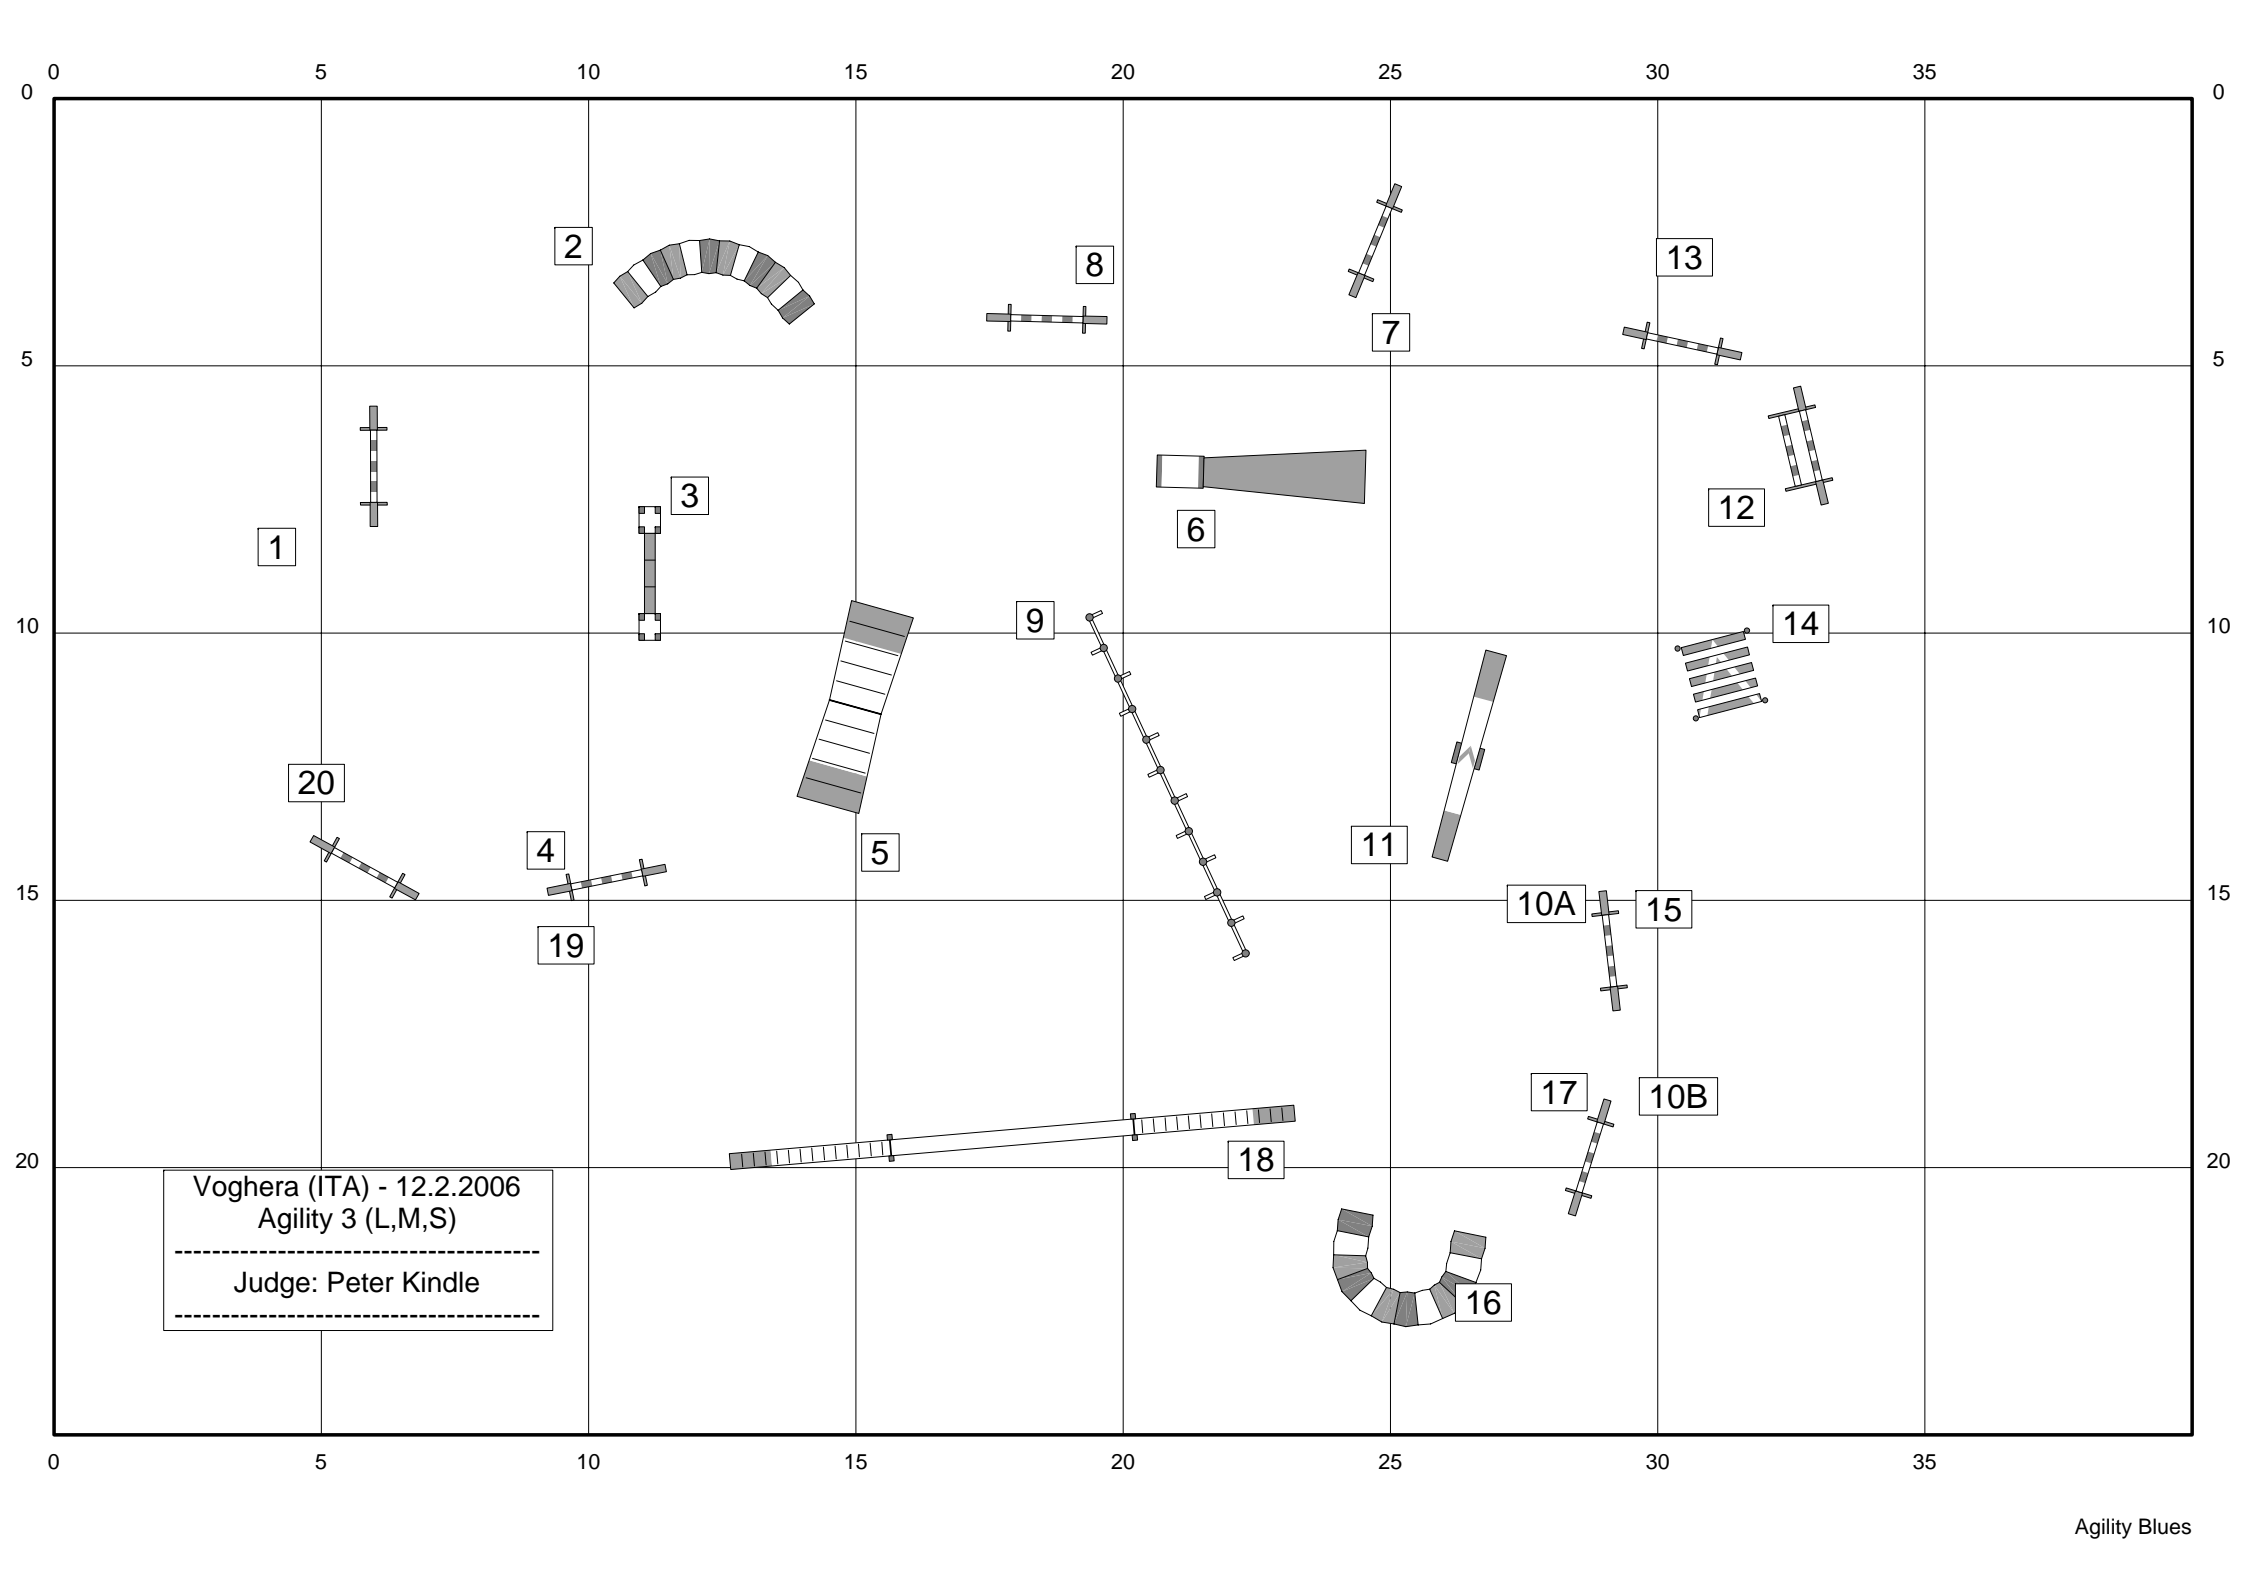 0 5 10 15 20 25 30 35
0 0
2
8
13
7
5 5
3
12
6
9
10 14 10
20
4
5
11
15 10A 15 15
19
17 10B
18
20 20
Voghera (ITA) - 12.2.2006
Agility 3 (L,M,S)
---------------------------------------
Judge: Peter Kindle
---------------------------------------
16
1
0 5 10 15 20 25 30 35
Agility Blues